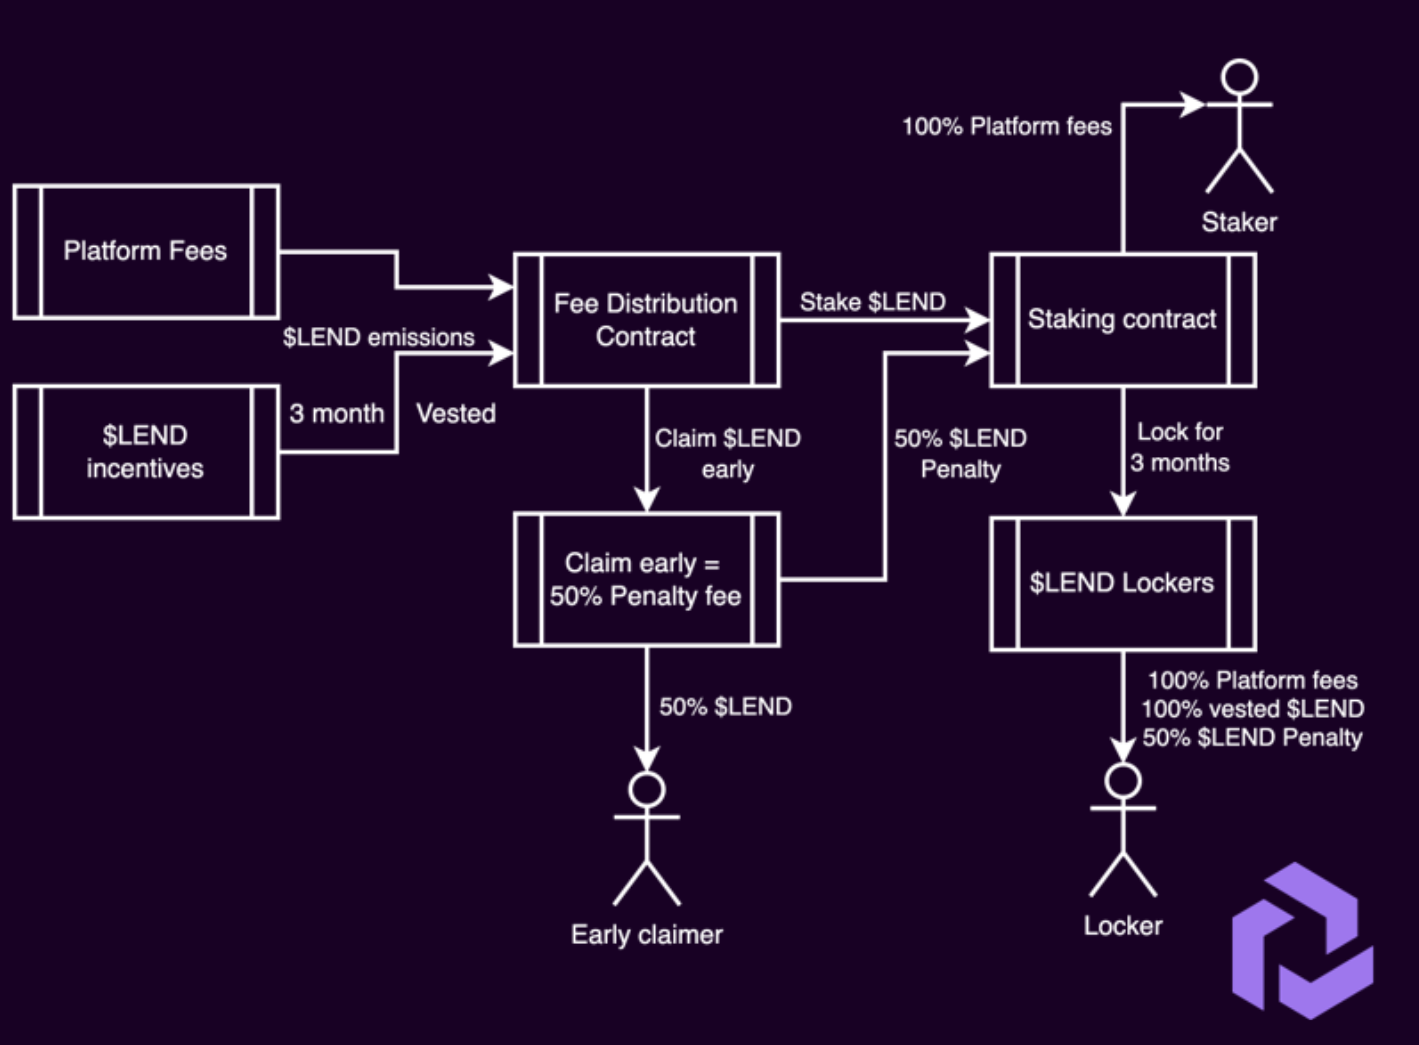 100% Platform fees
Staker
Platform Fees
Fee Distribution
Contract
Stake $LEND
Staking contract
$LEND emissions
3 month
Vested
$LEND
incentives
Claim $LEND
early
50% $LEND
Penalty
Lock for
3 months
Claim early =
50% Penalty fee
$LEND Lockers
50% $LEND
100% Platform fees
100% vested $LEND
50% $LEND Penalty
Early claimer
Locker